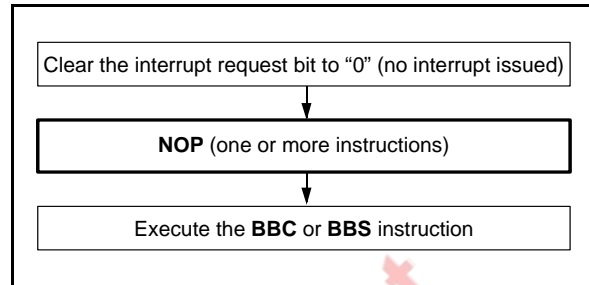 Clear the interrupt request bit to “0” (no interrupt issued)
NOP (one or more instructions)
Execute the BBC or BBS instruction